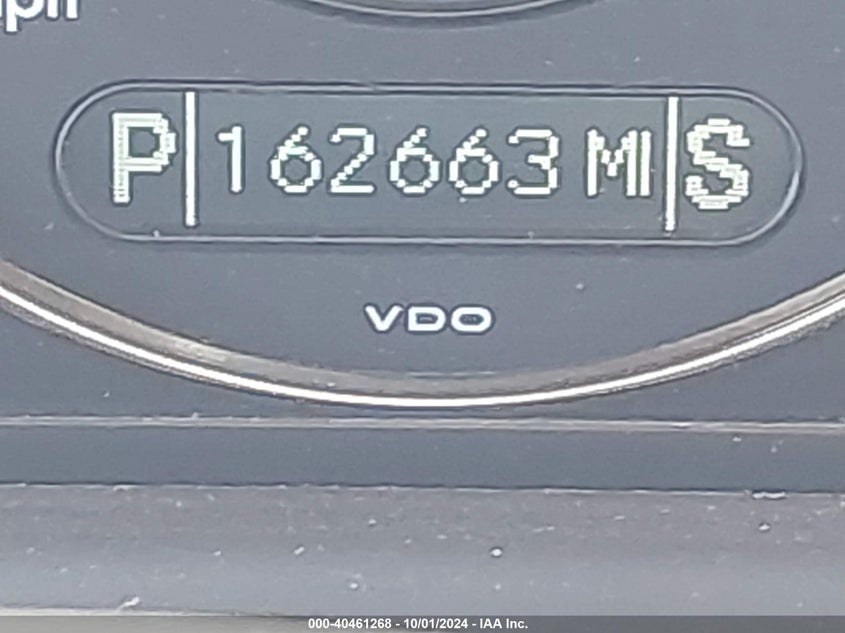 mph
P 162663 MI S
VDO
000-40461268 - 10/01/2024 - IAA Inc.